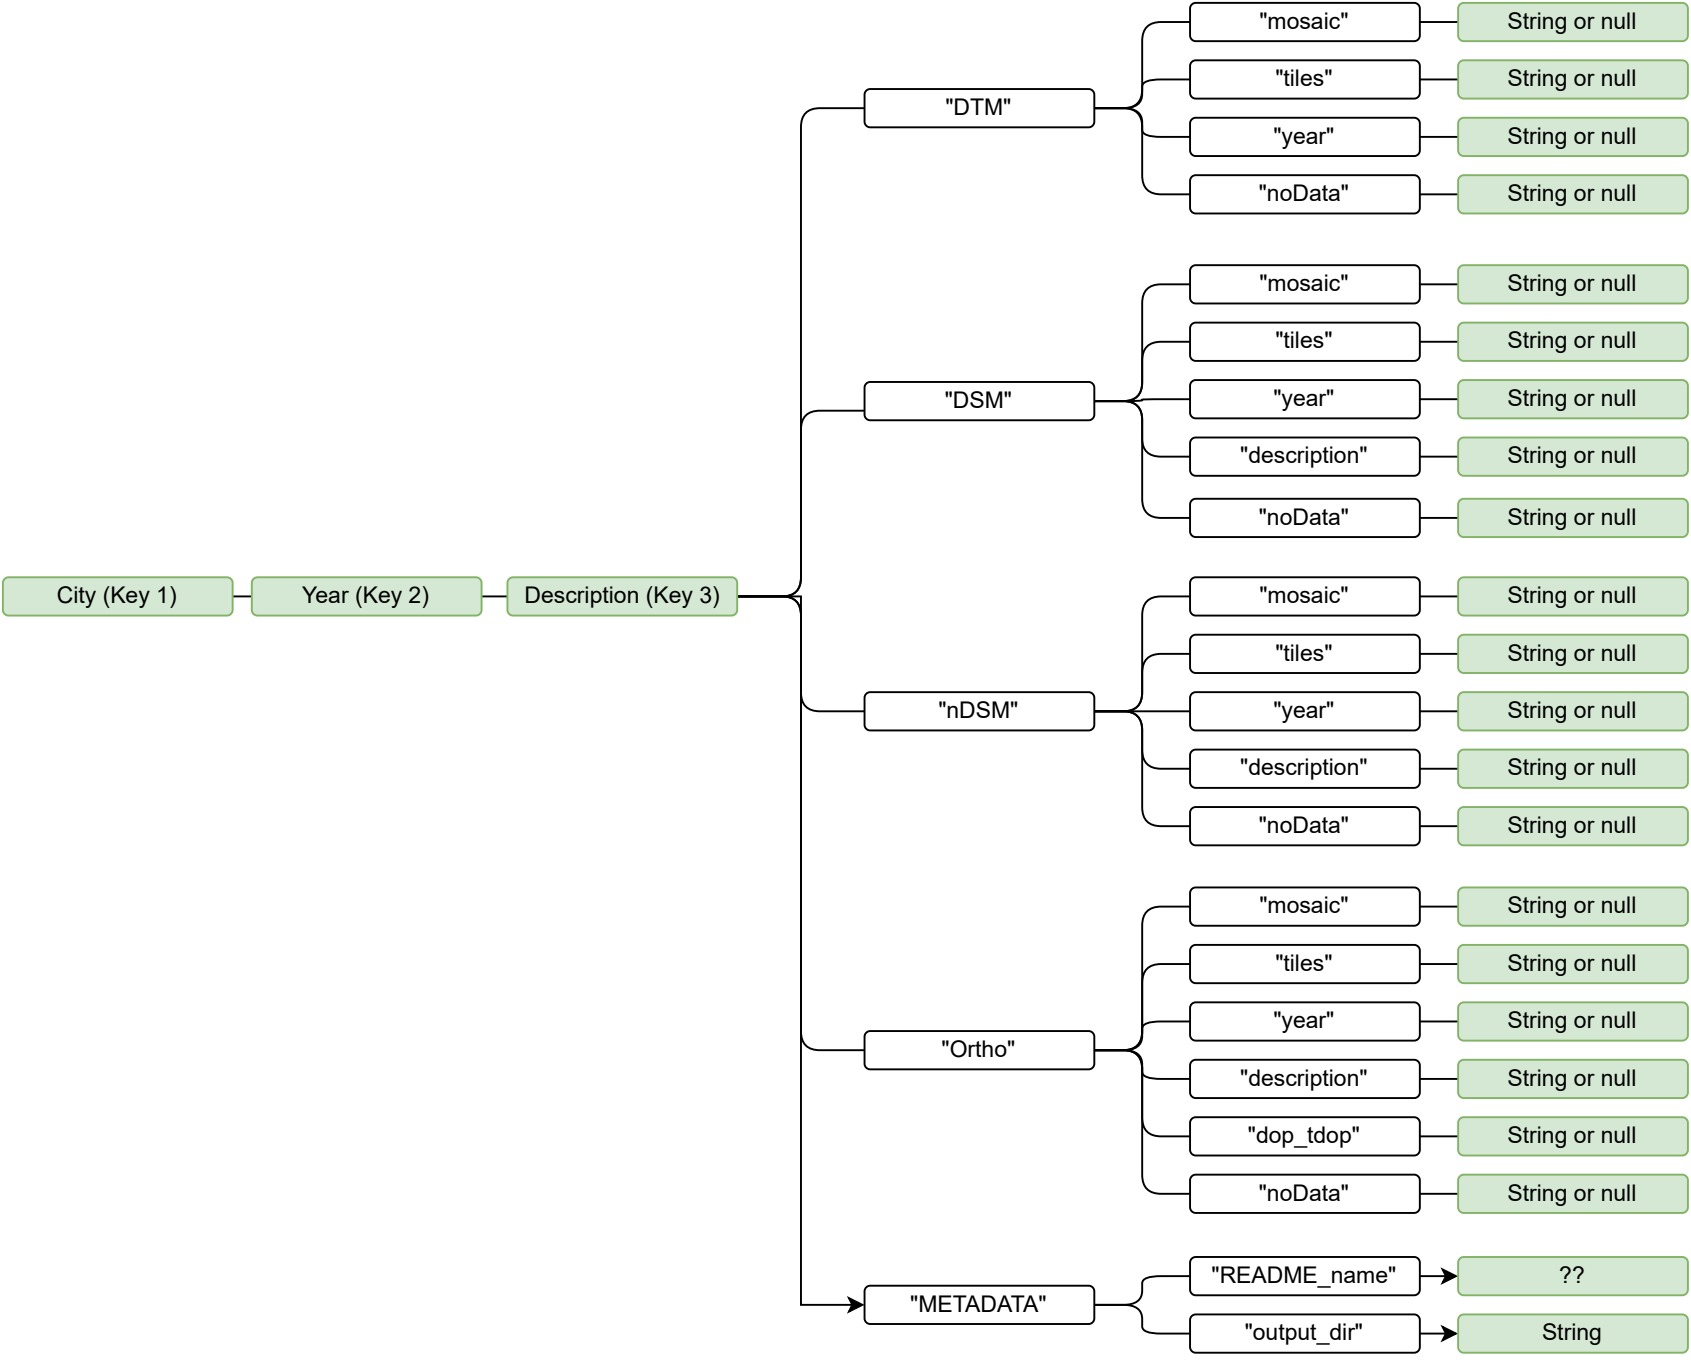 City (Key 1)
Year (Key 2)
Description (Key 3)
"DTM"
"mosaic"
String or null
"tiles"
String or null
"year"
String or null
"noData"
String or null
"DSM"
"mosaic"
String or null
"tiles"
String or null
"year"
String or null
"description"
String or null
"noData"
String or null
"nDSM"
"mosaic"
String or null
"tiles"
String or null
"year"
String or null
"description"
String or null
"noData"
String or null
"Ortho"
"mosaic"
String or null
"tiles"
String or null
"year"
String or null
"description"
String or null
"dop_tdop"
String or null
"noData"
String or null
"METADATA"
"README_name"
??
"output_dir"
String